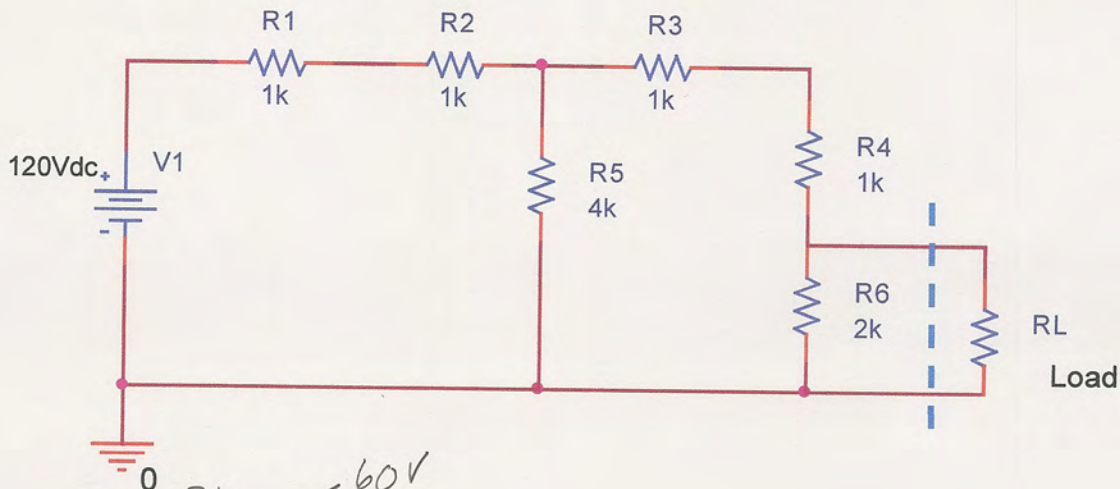 R1 R2 R3
1k 1k 1k
120Vdc + V1
-
R5
4k
R4
1k
R6
2k
RL
Load
0
60V